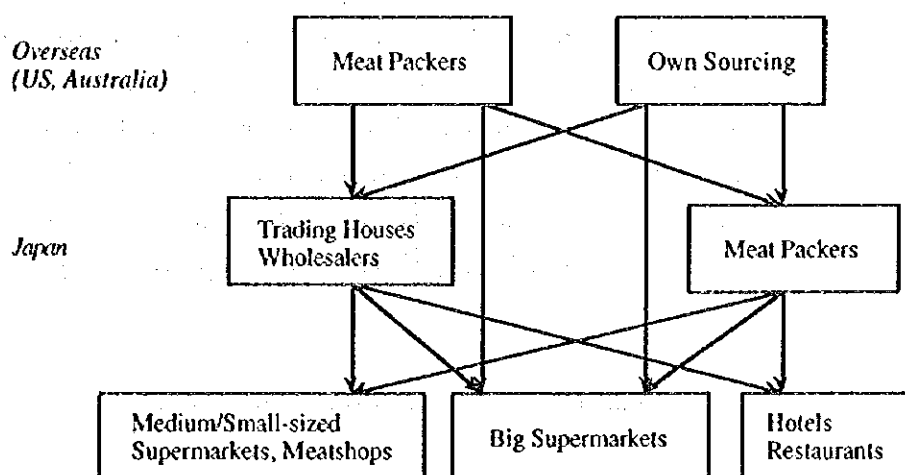 Overseas
(US, Australia)
Meat Packers
Own Sourcing
Japan
Trading Houses
Wholesalers
Meat Packers
Medium/Small-sized
Supermarkets, Meatshops
Big Supermarkets
Hotels
Restaurants